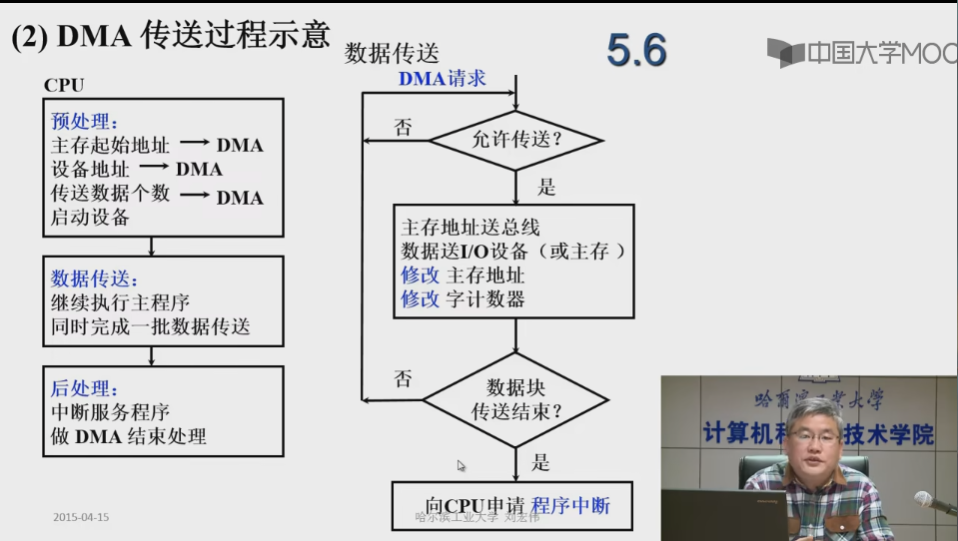 (2) DMA 传送过程示意
数据传送
5.6
中国大学MOO
CPU
预处理：
主存起始地址 → DMA
设备地址 → DMA
传送数据个数 → DMA
启动设备
数据传送：
继续执行主程序
同时完成一批数据传送
后处理：
中断服务程序
做 DMA 结束处理
DMA请求
允许传送？
否
是
主存地址送总线
数据送I/O设备（或主存 ）
修改 主存地址
修改 字计数器
数据块
传送结束？
否
是
向CPU申请 程序中断
2015-04-15
哈尔滨工业大学 刘宏伟
哈爾濱工業大學
计算机科 技术学院